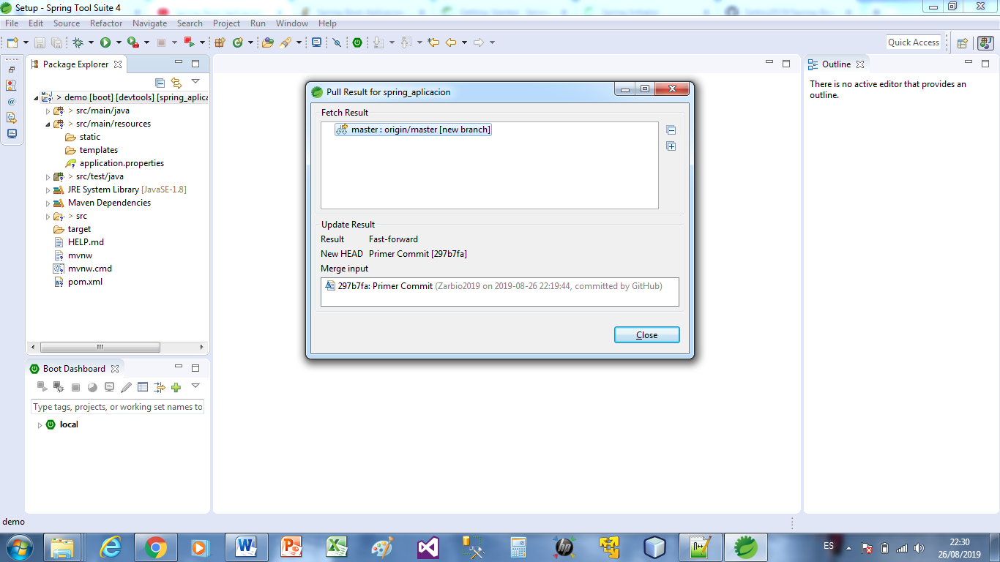 Setup - Spring Tool Suite 4
File Edit Source Refactor Navigate Search Project Run Window Help
Quick Access
Package Explorer
> demo [boot] [devtools] [spring_aplica
> src/main/java
> src/main/resources
static
templates
application.properties
> src/test/java
JRE System Library [JavaSE-1.8]
Maven Dependencies
> src
target
HELP.md
mvnw
mvnw.cmd
pom.xml
Boot Dashboard
Type tags, projects, or working set names to
local
Pull Result for spring_aplicacion
Fetch Result
master : origin/master [new branch]
Update Result
Result Fast-forward
New HEAD Primer Commit [297b7fa]
Merge input
297b7fa: Primer Commit (Zarbio2019 on 2019-08-26 22:19:44, committed by GitHub)
Close
Outline
There is no active editor that provides an
outline.
demo
ES
22:30
26/08/2019